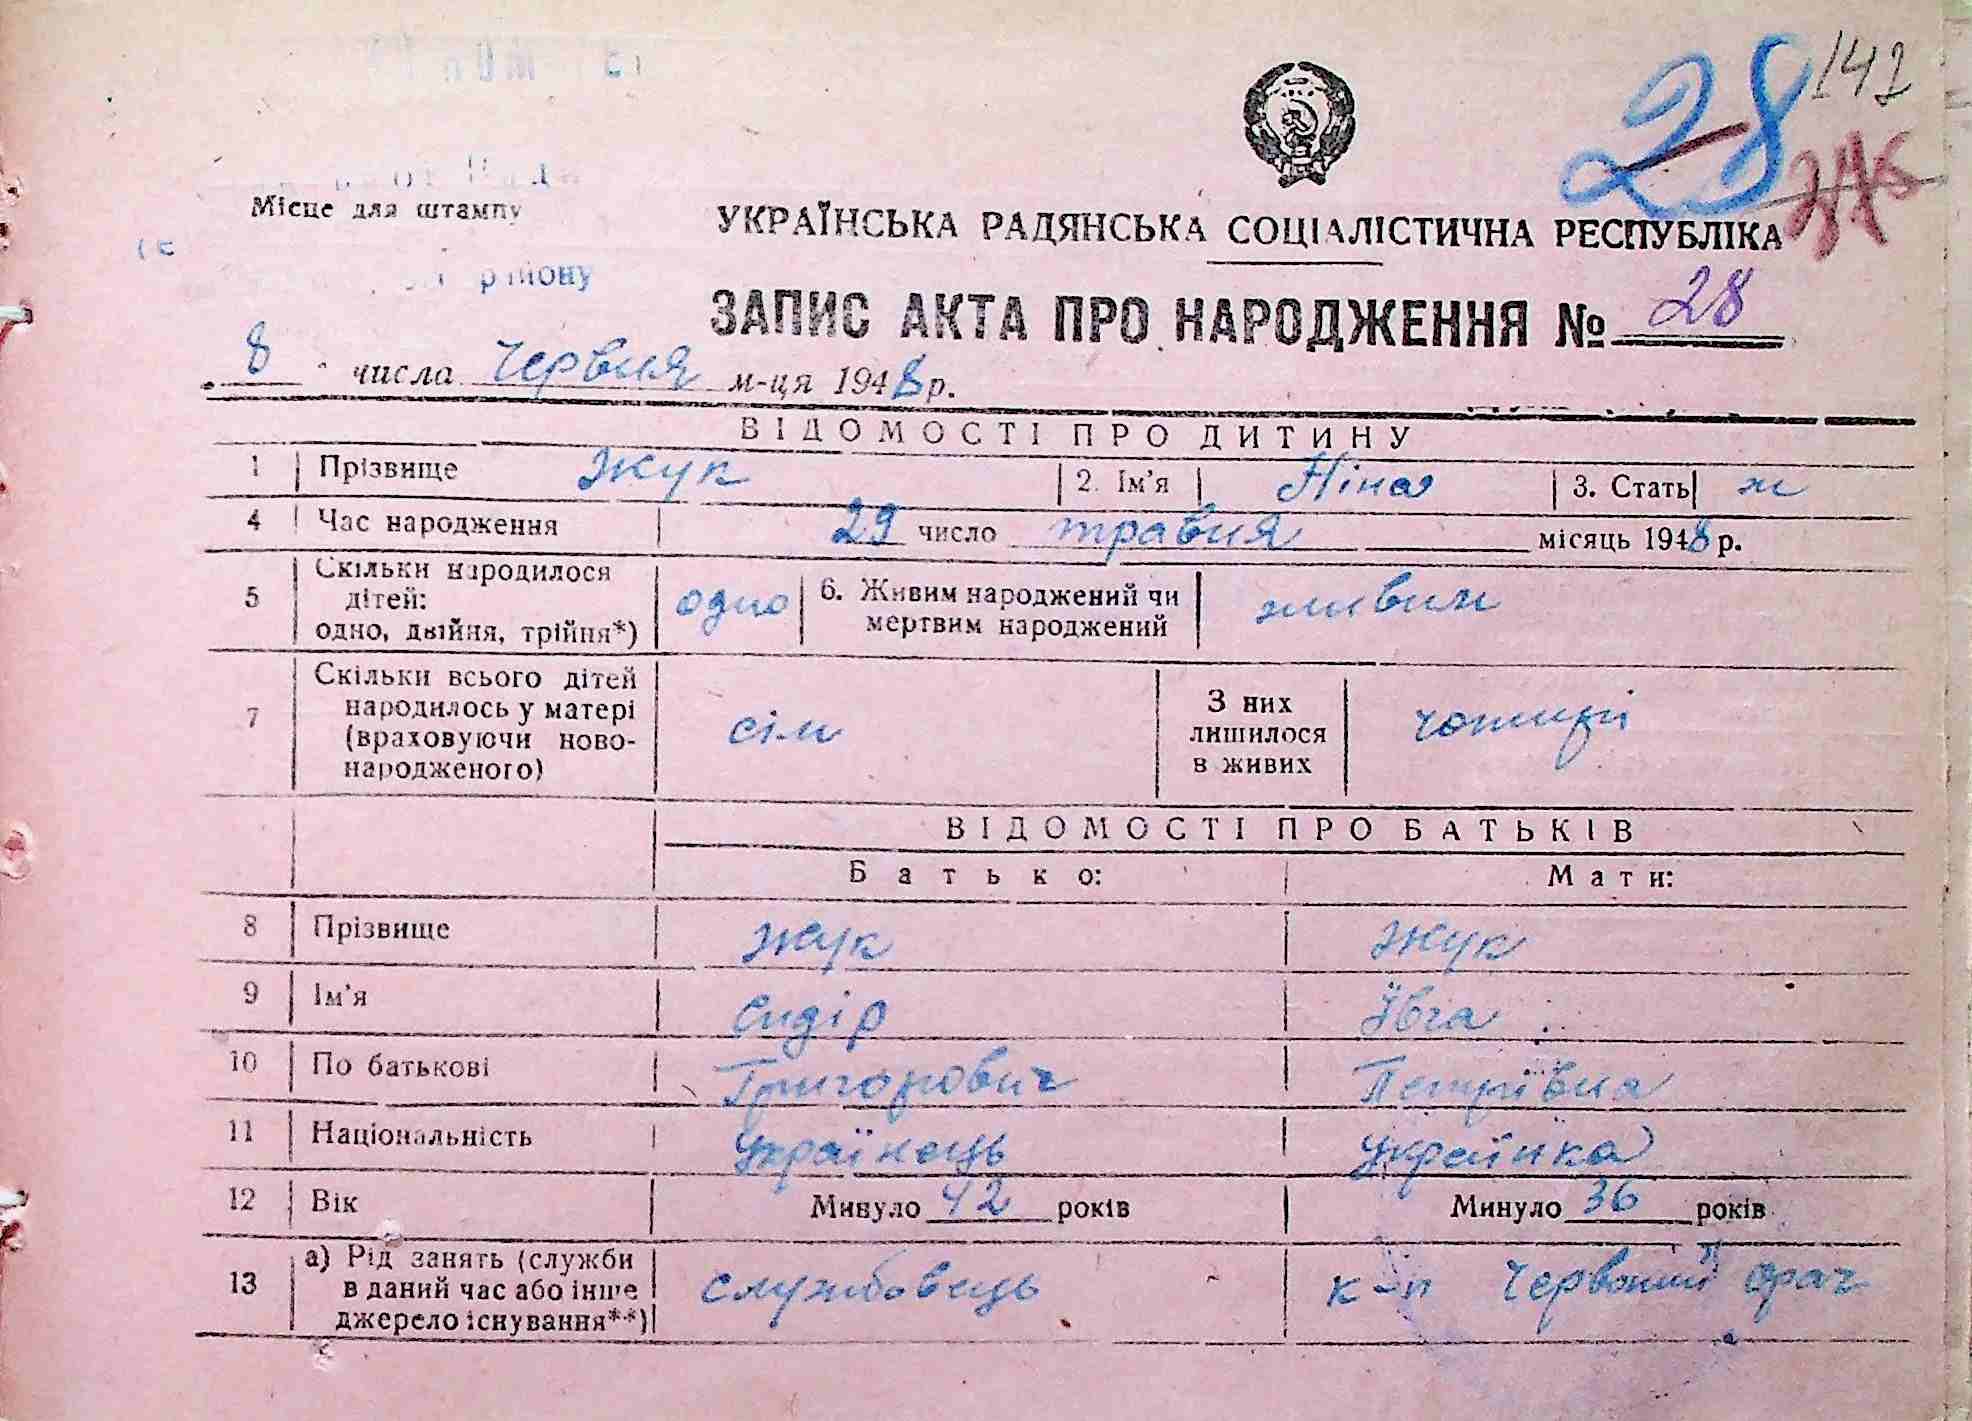 28 142
Місце для штампу
УКРАЇНСЬКА РАДЯНСЬКА СОЦІАЛІСТИЧНА РЕСПУБЛІКА
району
ЗАПИС АКТА ПРО НАРОДЖЕННЯ № 28
8 числа червня м-ця 1948 р.
ВІДОМОСТІ ПРО ДИТИНУ
1 Прізвище Жук 2. Ім'я Ніна 3. Стать ж
4 Час народження 29 число травня місяць 1948 р.
5 Скільки народилося дітей: одно, двійня, трійня*) одно 6. Живим народжений чи мертвим народжений живим
7 Скільки всього дітей народилось у матері (враховуючи ново-народженого) сім З них лишилося в живих чотирі
ВІДОМОСТІ ПРО БАТЬКІВ
Батько: Мати:
8 Прізвище Жук Жук
9 Ім'я Сидір Ївга
10 По батькові Григорович Петрівна
11 Національність українець українка
12 Вік Минуло 42 років Минуло 36 років
13 а) Рід занять (служби в даний час або інше джерело існування**) службовець к-п Червоний